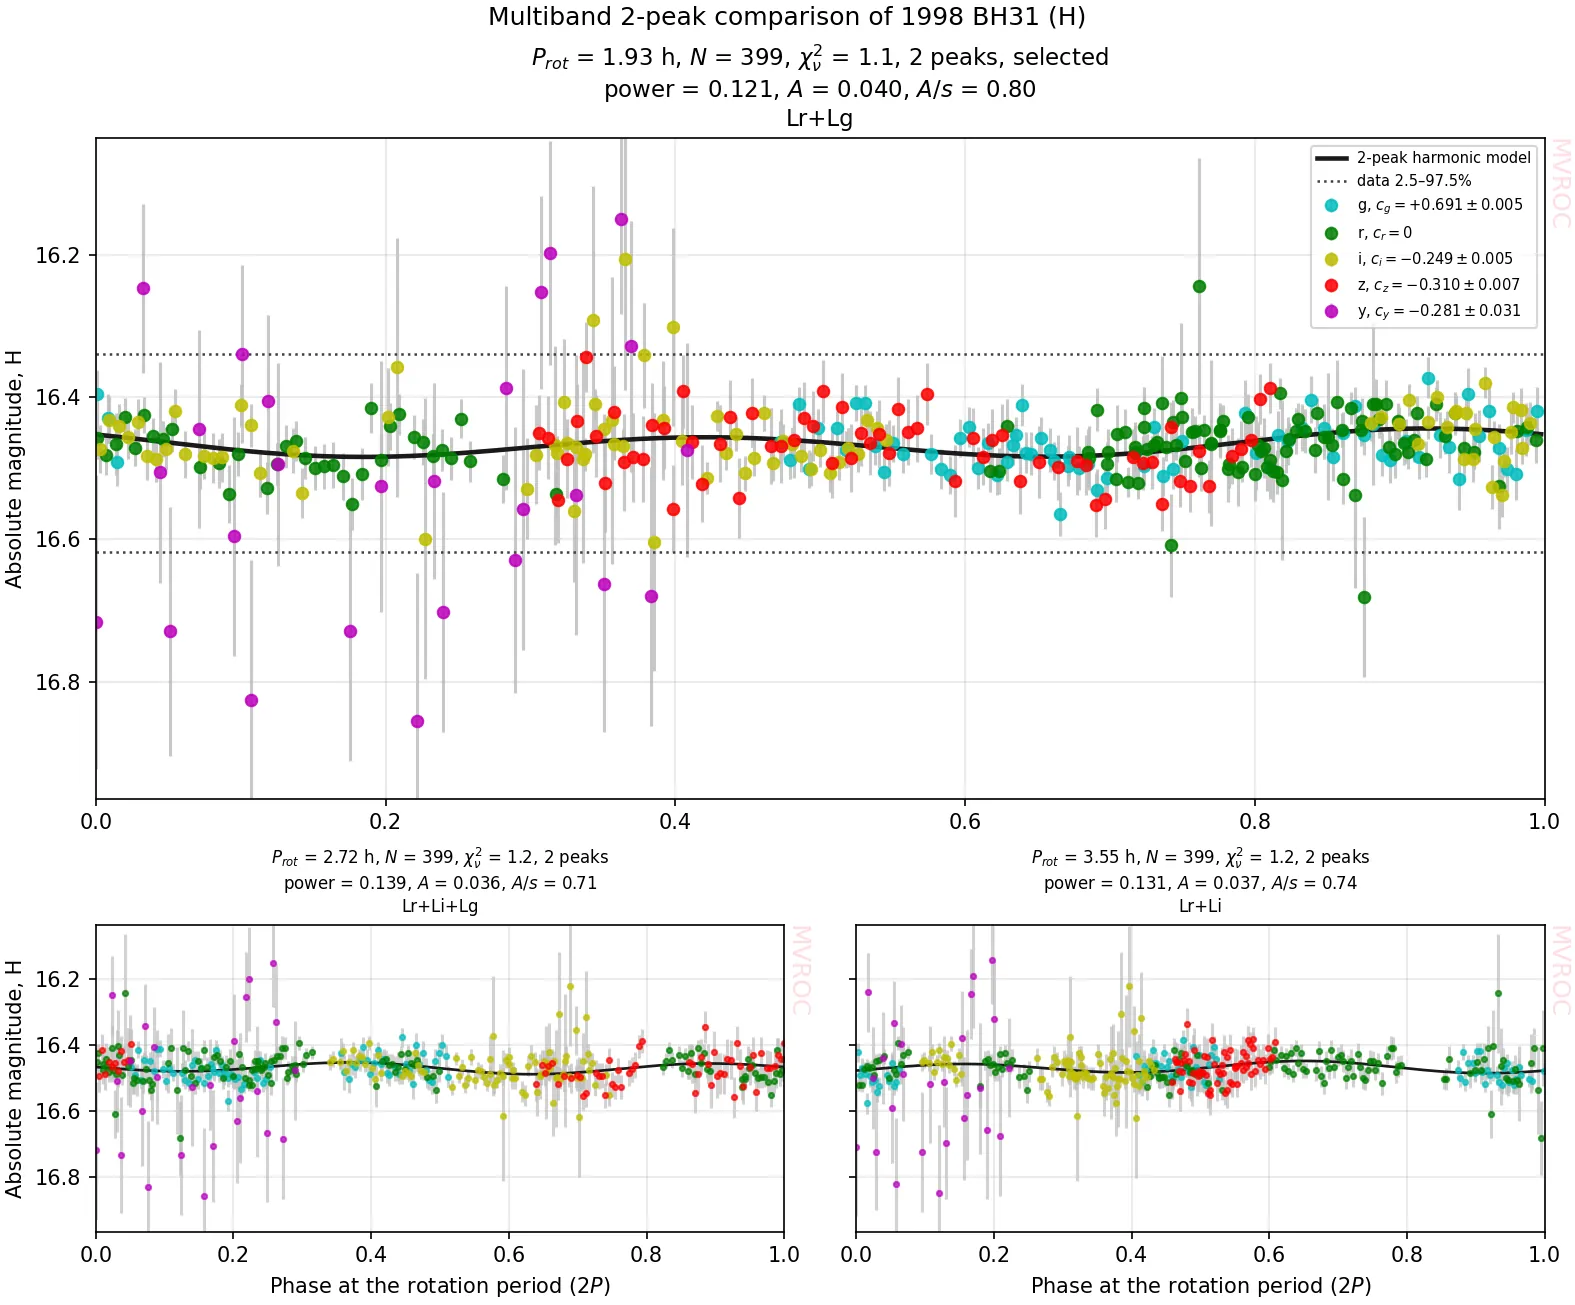 Multiband 2-peak comparison of 1998 BH31 (H)
P_rot = 1.93 h, N = 399, χ²_ν = 1.1, 2 peaks, selected
power = 0.121, A = 0.040, A/s = 0.80
Lr+Lg
MVROC
2-peak harmonic model
data 2.5–97.5%
g, c_g = +0.691 ± 0.005
r, c_r = 0
i, c_i = −0.249 ± 0.005
z, c_z = −0.310 ± 0.007
y, c_y = −0.281 ± 0.031
Absolute magnitude, H
16.2
16.4
16.6
16.8
0.0 0.2 0.4 0.6 0.8 1.0
P_rot = 2.72 h, N = 399, χ²_ν = 1.2, 2 peaks
power = 0.139, A = 0.036, A/s = 0.71
Lr+Li+Lg
MVROC
Absolute magnitude, H
16.2
16.4
16.6
16.8
0.0 0.2 0.4 0.6 0.8 1.0
Phase at the rotation period (2P)
P_rot = 3.55 h, N = 399, χ²_ν = 1.2, 2 peaks
power = 0.131, A = 0.037, A/s = 0.74
Lr+Li
MVROC
0.0 0.2 0.4 0.6 0.8 1.0
Phase at the rotation period (2P)